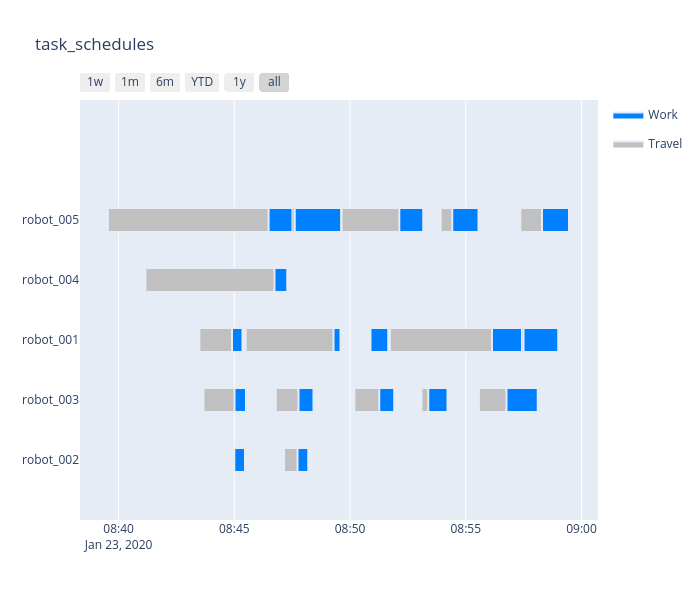 task_schedules
1w 1m 6m YTD 1y all
Work
Travel
robot_005
robot_004
robot_001
robot_003
robot_002
08:40 08:45 08:50 08:55 09:00
Jan 23, 2020